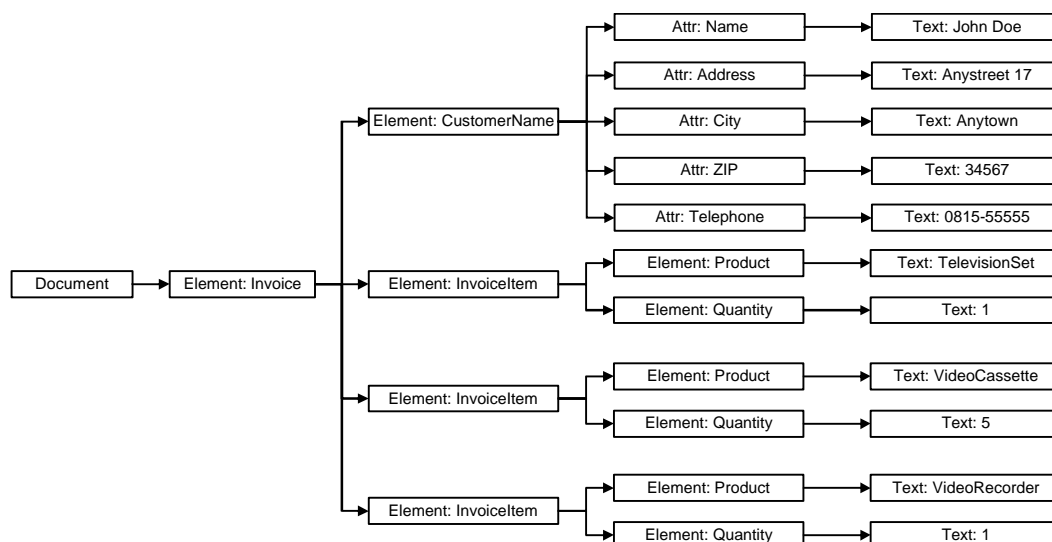 Attr: Name
Text: John Doe
Attr: Address
Text: Anystreet 17
Element: CustomerName
Attr: City
Text: Anytown
Attr: ZIP
Text: 34567
Attr: Telephone
Text: 0815-55555
Document
Element: Invoice
Element: InvoiceItem
Element: Product
Text: TelevisionSet
Element: Quantity
Text: 1
Element: InvoiceItem
Element: Product
Text: VideoCassette
Element: Quantity
Text: 5
Element: InvoiceItem
Element: Product
Text: VideoRecorder
Element: Quantity
Text: 1